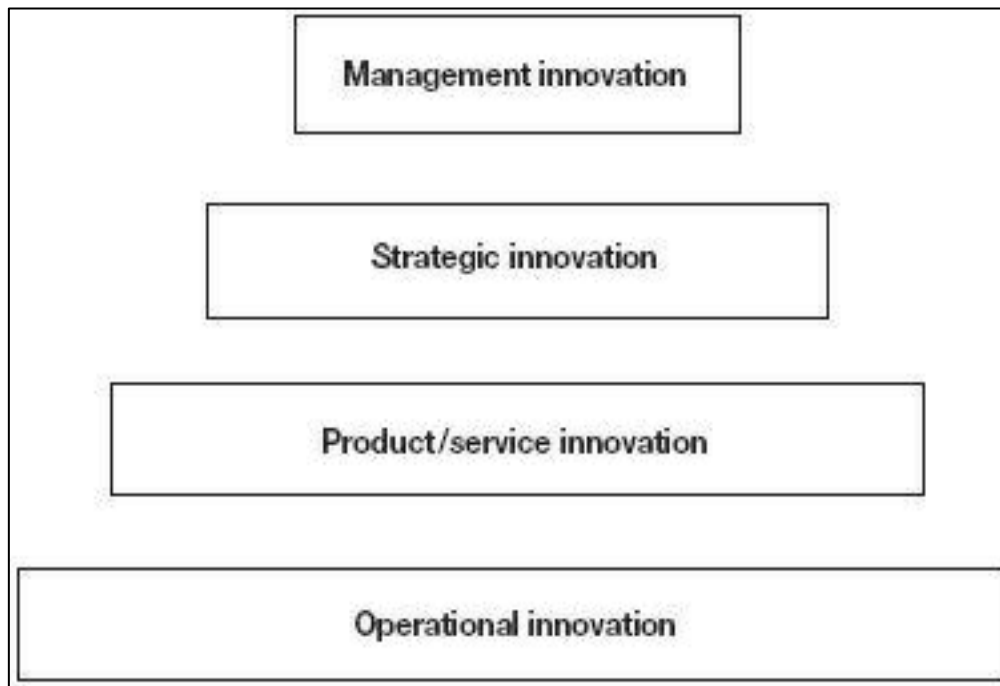 Management innovation
Strategic innovation
Product/service innovation
Operational innovation